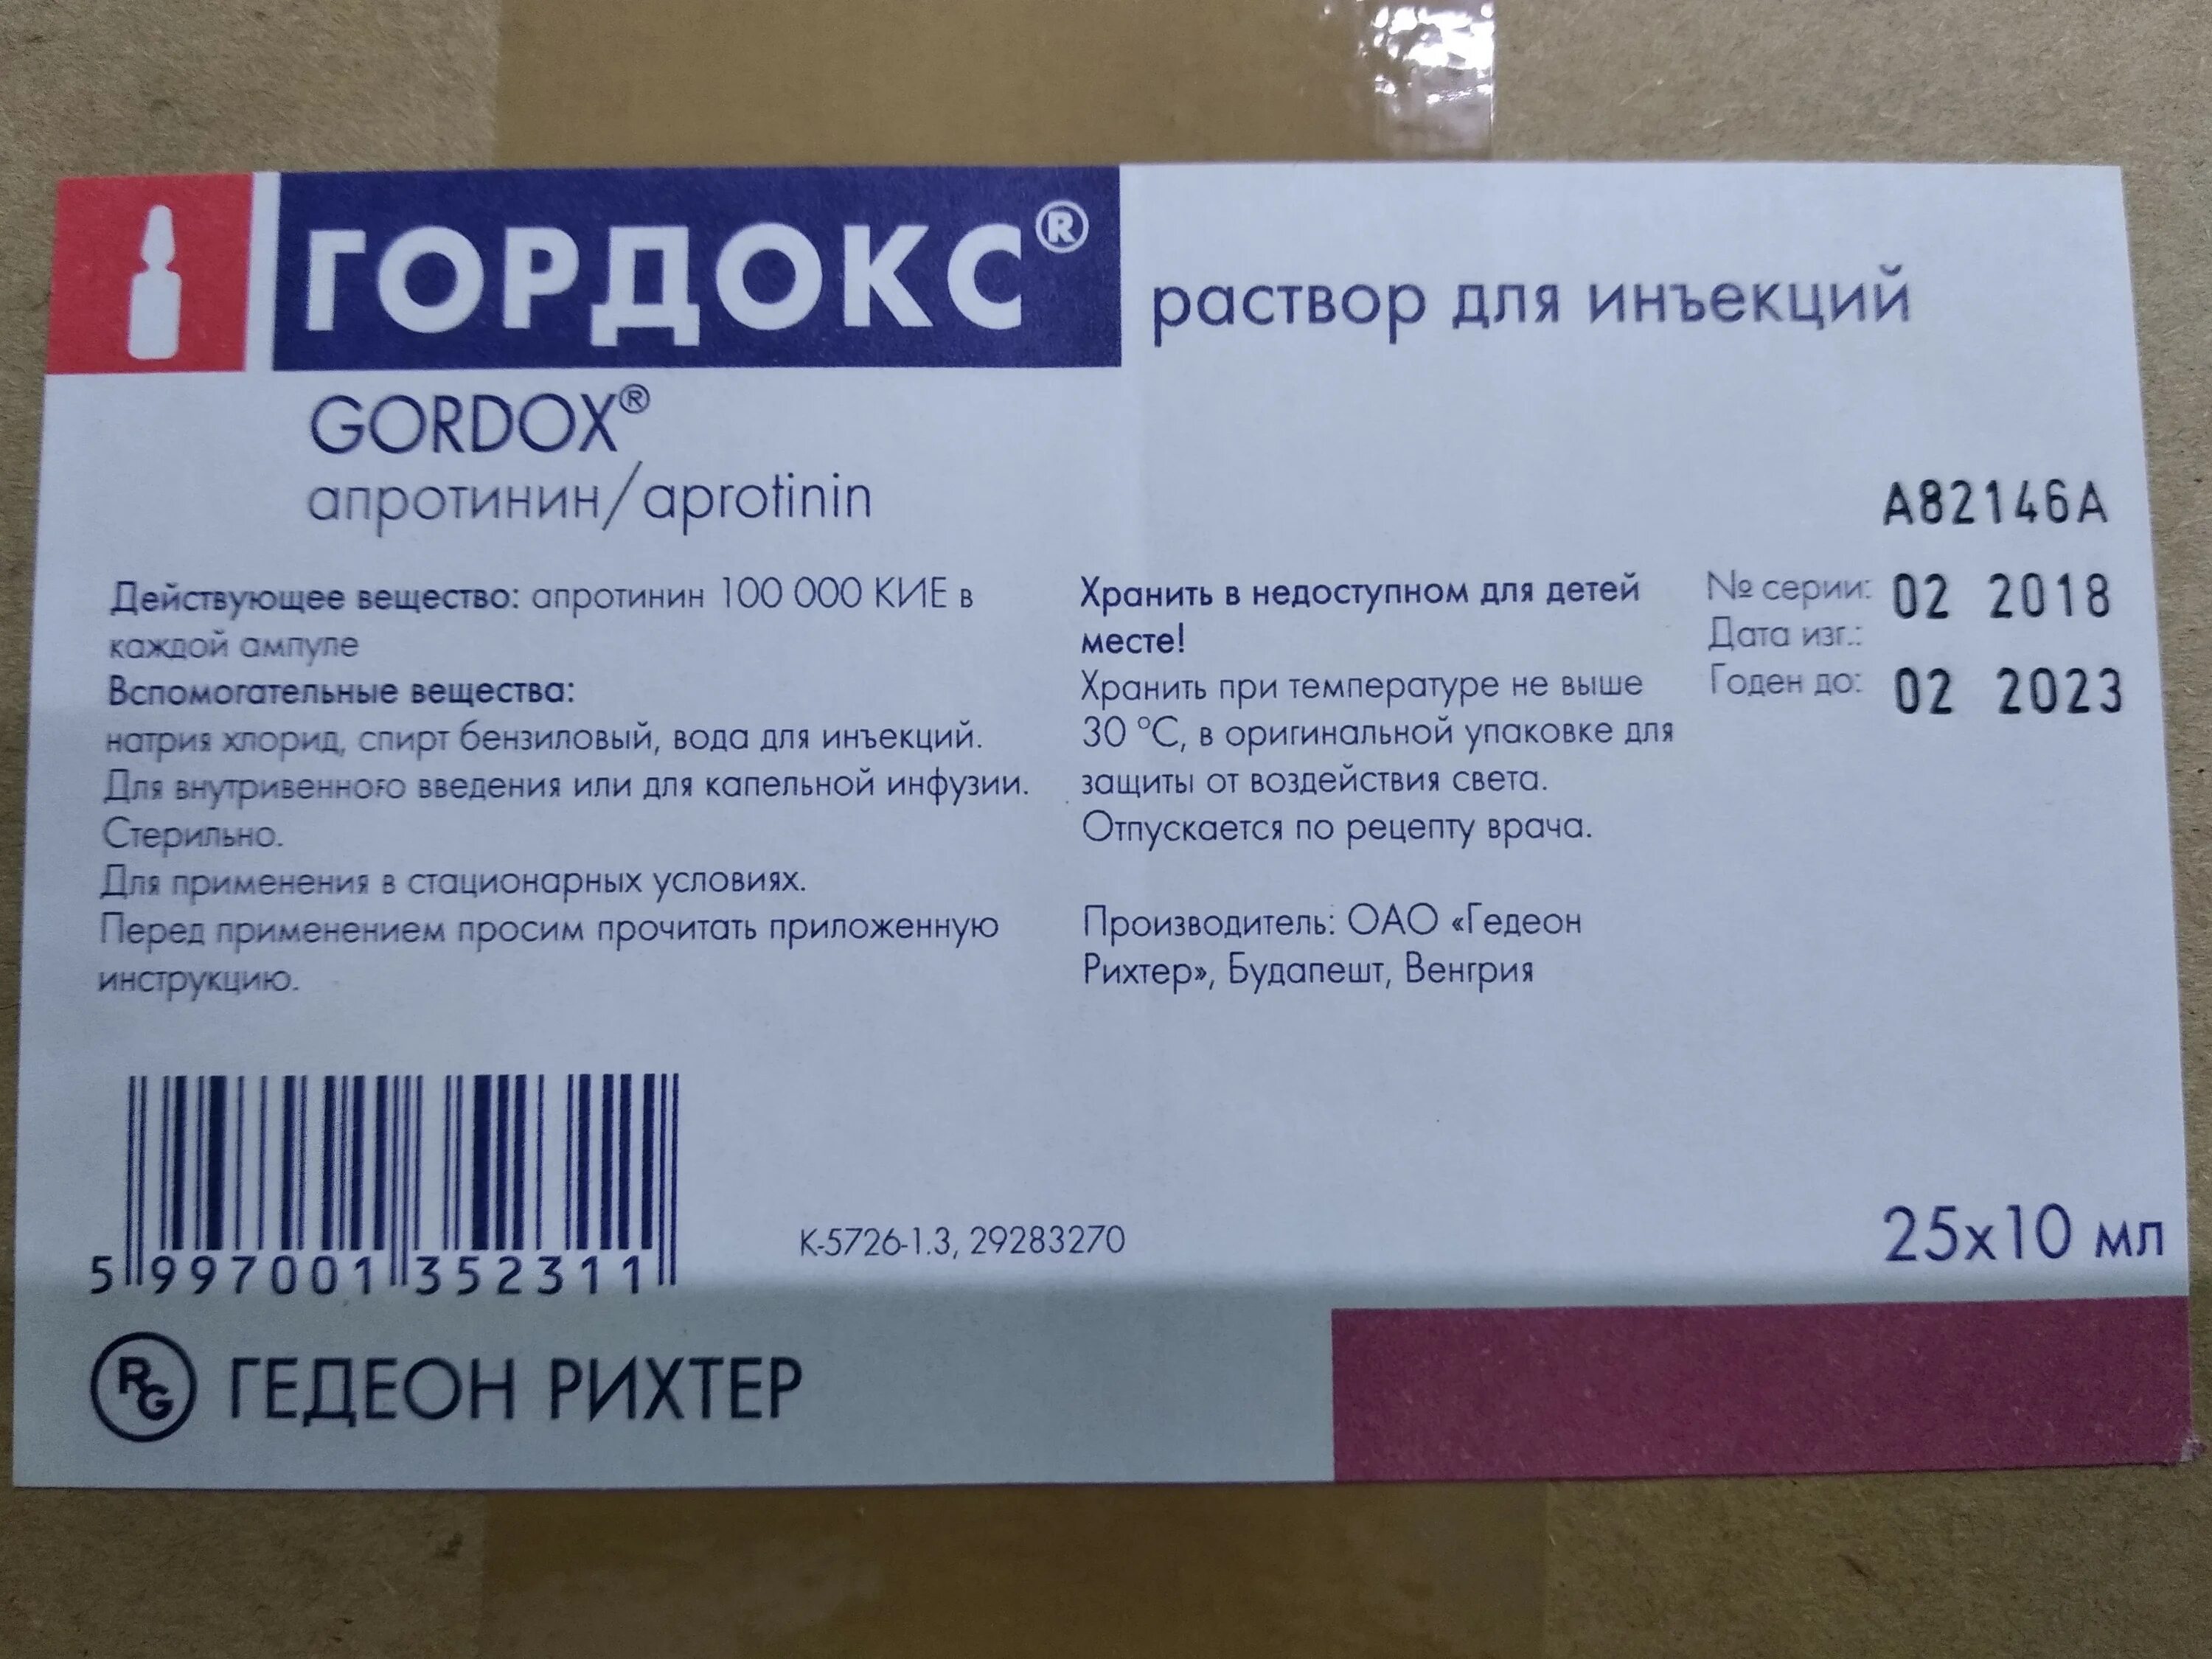 ГОРДОКС®
раствор для инъекций
GORDOX®
апротинин/aprotinin
Действующее вещество: апротинин 100 000 КИЕ в
каждой ампуле
Вспомогательные вещества:
натрия хлорид, спирт бензиловый, вода для инъекций.
Для внутривенного введения или для капельной инфузии.
Стерильно.
Для применения в стационарных условиях.
Перед применением просим прочитать приложенную
инструкцию.
Хранить в недоступном для детей
месте!
Хранить при температуре не выше
30 °C, в оригинальной упаковке для
защиты от воздействия света.
Отпускается по рецепту врача.
Производитель: ОАО «Гедеон
Рихтер», Будапешт, Венгрия
A82146A
№ серии: 02 2018
Дата изг.:
Годен до: 02 2023
5 997001 352311
К-5726-1.3, 29283270
25x10 мл
RG ГЕДЕОН РИХТЕР